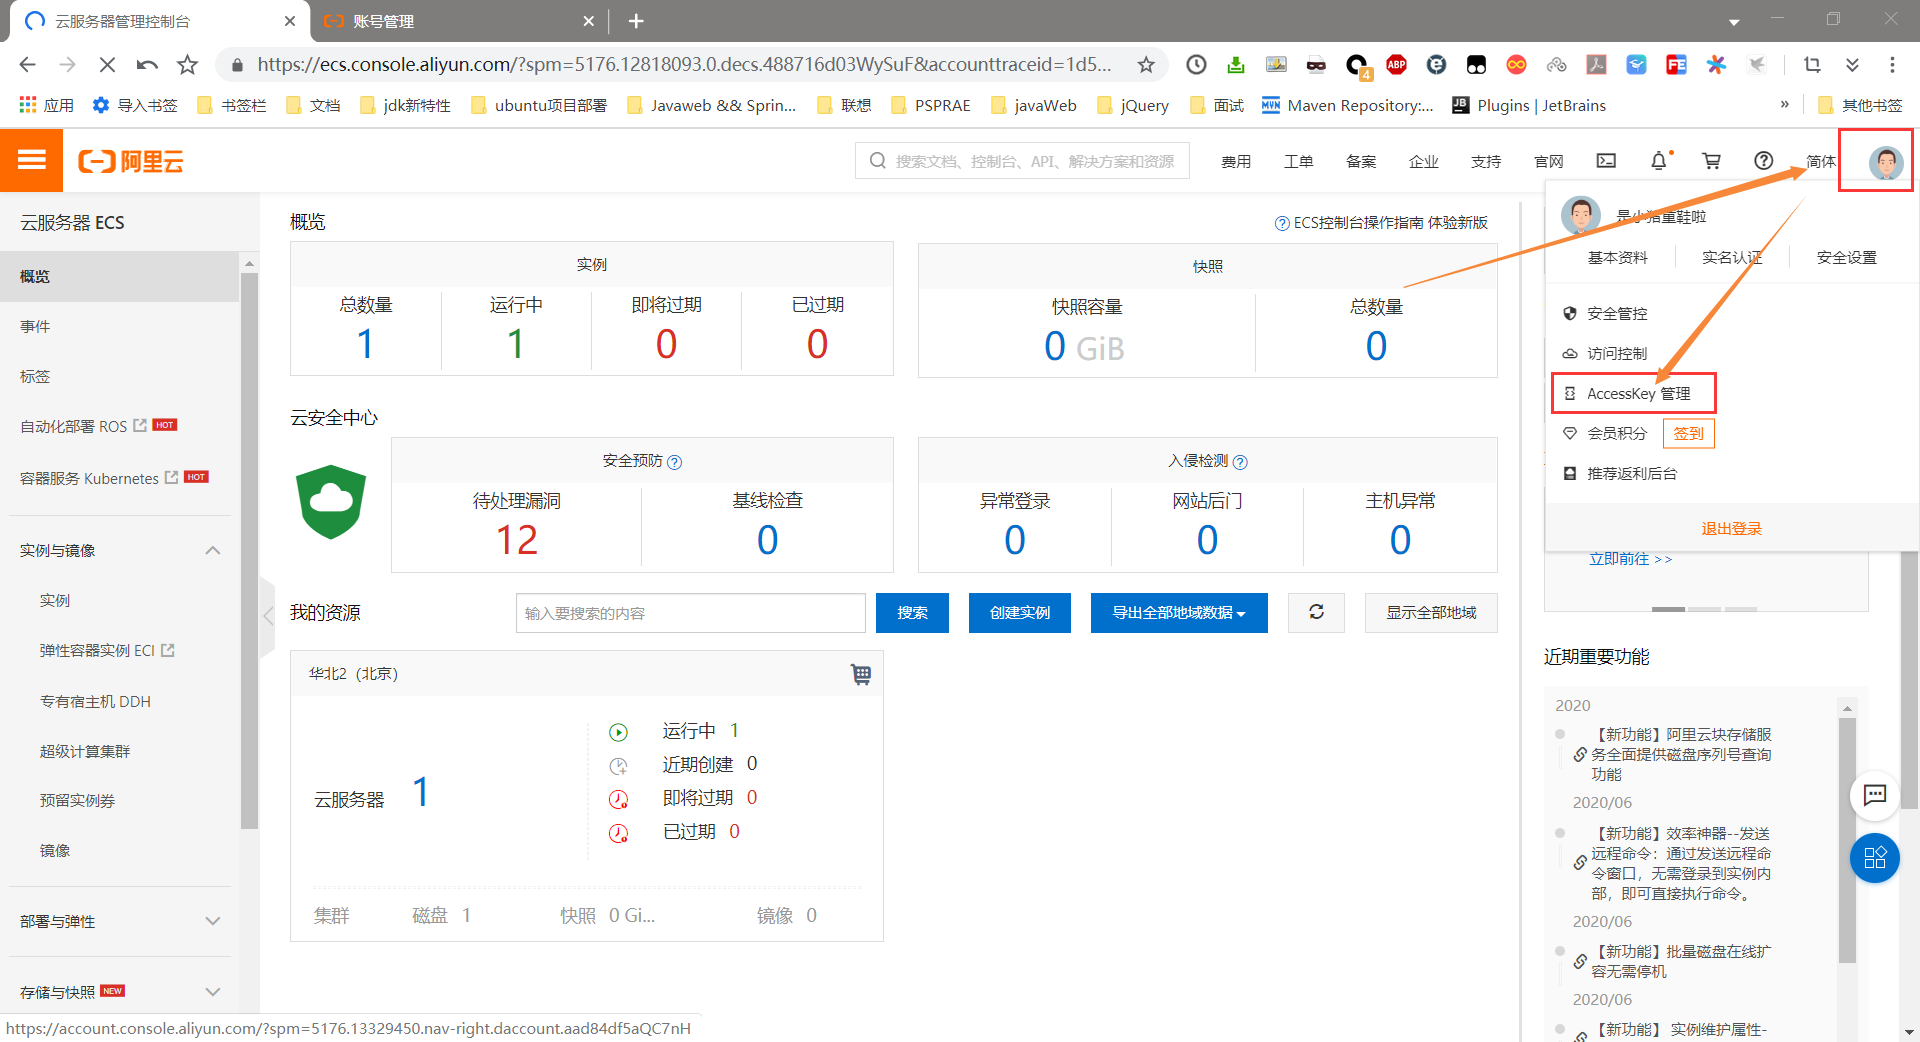 云服务器管理控制台
账号管理
https://ecs.console.aliyun.com/?spm=5176.12818093.0.decs.488716d03WySuF&accounttraceid=1d5...
4
ABP
FE
应用
导入书签
书签栏
文档
jdk新特性
ubuntu项目部署
Javaweb && Sprin...
联想
PSPRAE
javaWeb
jQuery
面试
MVN
Maven Repository:...
JB
Plugins | JetBrains
»
其他书签
阿里云
搜索文档、控制台、API、解决方案和资源
费用
工单
备案
企业
支持
官网
简体
云服务器 ECS
概览
事件
标签
自动化部署 ROS HOT
容器服务 Kubernetes HOT
实例与镜像
实例
弹性容器实例 ECI
专有宿主机 DDH
超级计算集群
预留实例券
镜像
部署与弹性
存储与快照 NEW
概览
ECS控制台操作指南 体验新版
实例
总数量
运行中
即将过期
已过期
1
1
0
0
快照
快照容量
总数量
0 GiB
0
云安全中心
安全预防
待处理漏洞
基线检查
12
0
入侵检测
异常登录
网站后门
主机异常
0
0
0
我的资源
输入要搜索的内容
搜索
创建实例
导出全部地域数据
显示全部地域
华北2（北京）
云服务器
1
运行中 1
近期创建 0
即将过期 0
已过期 0
集群
磁盘 1
快照 0 Gi...
镜像 0
是小猪重鞋啦
基本资料
实名认证
安全设置
安全管控
访问控制
AccessKey 管理
会员积分
签到
推荐返利后台
退出登录
立即前往 >>
近期重要功能
2020
【新功能】阿里云块存储服
务全面提供磁盘序列号查询
功能
2020/06
【新功能】效率神器--发送
远程命令：通过发送远程命
令窗口，无需登录到实例内
部，即可直接执行命令。
2020/06
【新功能】批量磁盘在线扩
容无需停机
2020/06
【新功能】 实例维护属性-
https://account.console.aliyun.com/?spm=5176.13329450.nav-right.daccount.aad84df5aQC7nH